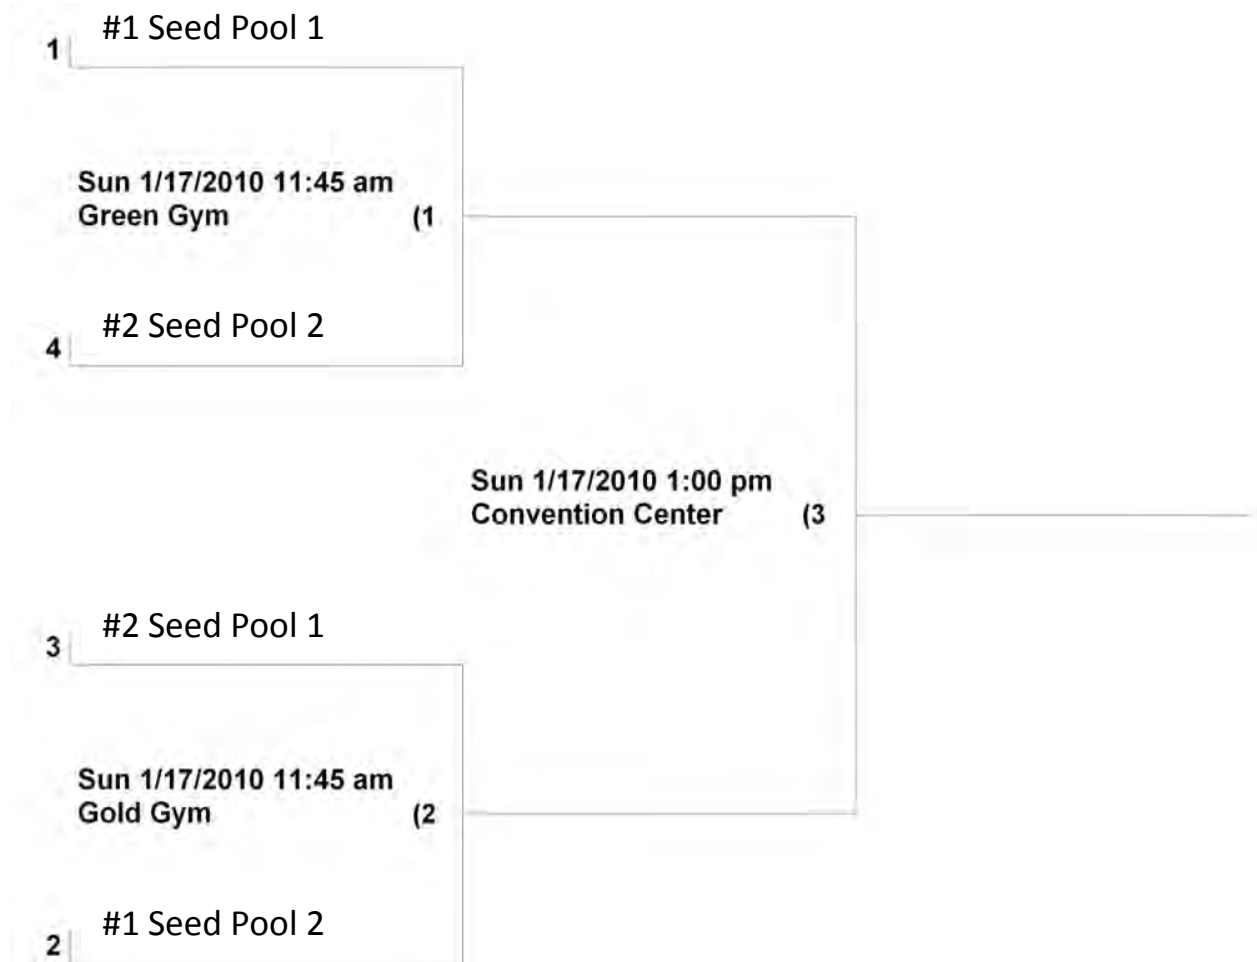 #1 Seed Pool 1
1
Sun 1/17/2010 11:45 am
Green Gym (1
#2 Seed Pool 2
4
Sun 1/17/2010 1:00 pm
Convention Center (3
#2 Seed Pool 1
3
Sun 1/17/2010 11:45 am
Gold Gym (2
#1 Seed Pool 2
2